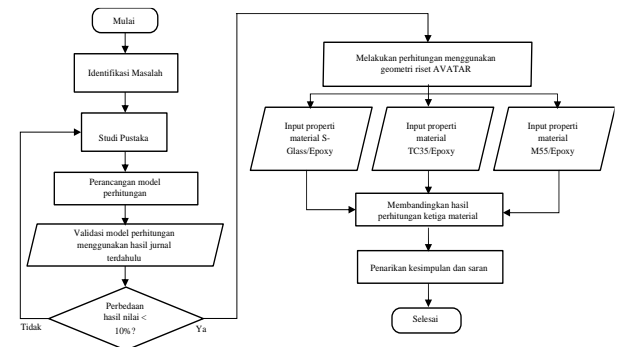 Mulai
Identifikasi Masalah
Studi Pustaka
Perancangan model
perhitungan
Validasi model perhitungan
menggunakan hasil jurnal
terdahulu
Perbedaan
hasil nilai <
10%?
Tidak
Ya
Melakukan perhitungan menggunakan
geometri riset AVATAR
Input properti
material S-
Glass/Epoxy
Input properti
material
TC35/Epoxy
Input properti
material
M55/Epoxy
Membandingkan hasil
perhitungan ketiga material
Penarikan kesimpulan dan saran
Selesai